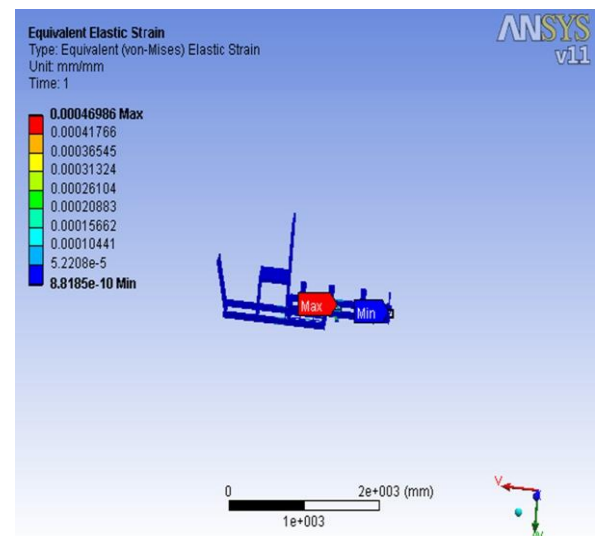 Equivalent Elastic Strain
Type: Equivalent (von-Mises) Elastic Strain
Unit: mm/mm
Time: 1
0.00046986 Max
0.00041766
0.00036545
0.00031324
0.00026104
0.00020883
0.00015662
0.00010441
5.2208e-5
8.8185e-10 Min
ANSYS
v11
Max
Min
0
2e+003 (mm)
1e+003